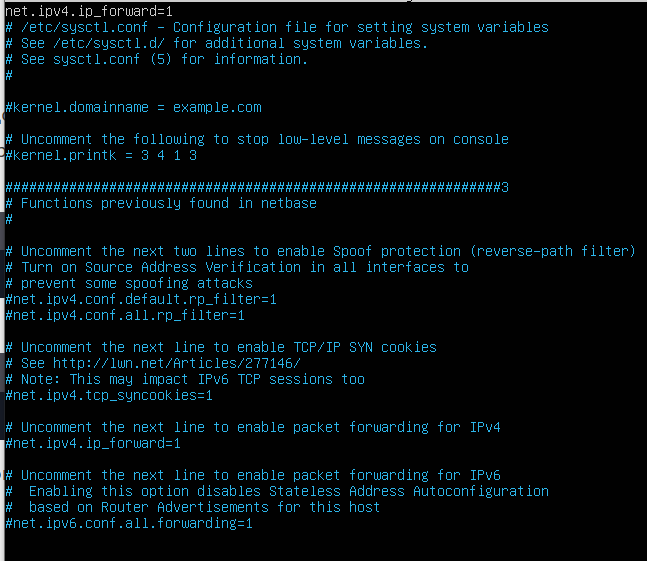 net.ipv4.ip_forward=1
# /etc/sysctl.conf - Configuration file for setting system variables
# See /etc/sysctl.d/ for additional system variables.
# See sysctl.conf (5) for information.
#
#kernel.domainname = example.com
# Uncomment the following to stop low-level messages on console
#kernel.printk = 3 4 1 3
##############################################################3
# Functions previously found in netbase
#
# Uncomment the next two lines to enable Spoof protection (reverse-path filter)
# Turn on Source Address Verification in all interfaces to
# prevent some spoofing attacks
#net.ipv4.conf.default.rp_filter=1
#net.ipv4.conf.all.rp_filter=1
# Uncomment the next line to enable TCP/IP SYN cookies
# See http://lwn.net/Articles/277146/
# Note: This may impact IPv6 TCP sessions too
#net.ipv4.tcp_syncookies=1
# Uncomment the next line to enable packet forwarding for IPv4
#net.ipv4.ip_forward=1
# Uncomment the next line to enable packet forwarding for IPv6
#  Enabling this option disables Stateless Address Autoconfiguration
#  based on Router Advertisements for this host
#net.ipv6.conf.all.forwarding=1